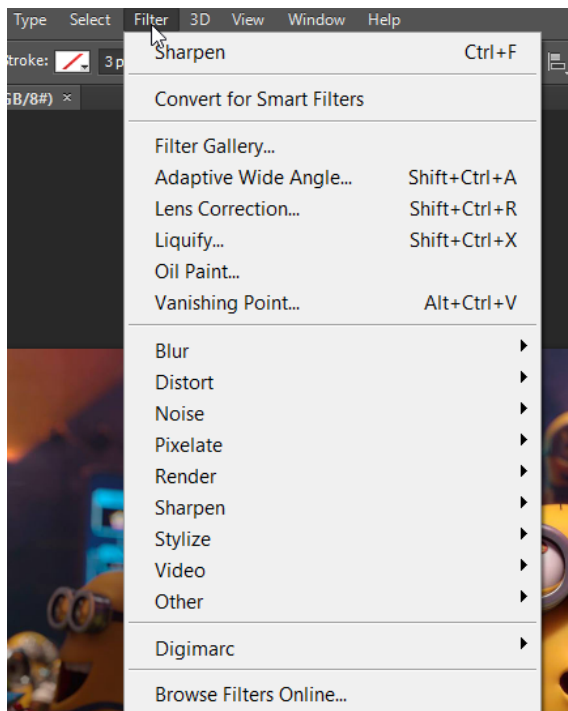 Type Select Filter 3D View Window Help
Stroke: 3 p
Sharpen Ctrl+F
GB/8#) ×
Convert for Smart Filters
Filter Gallery...
Adaptive Wide Angle... Shift+Ctrl+A
Lens Correction... Shift+Ctrl+R
Liquify... Shift+Ctrl+X
Oil Paint...
Vanishing Point... Alt+Ctrl+V
Blur
Distort
Noise
Pixelate
Render
Sharpen
Stylize
Video
Other
Digimarc
Browse Filters Online...